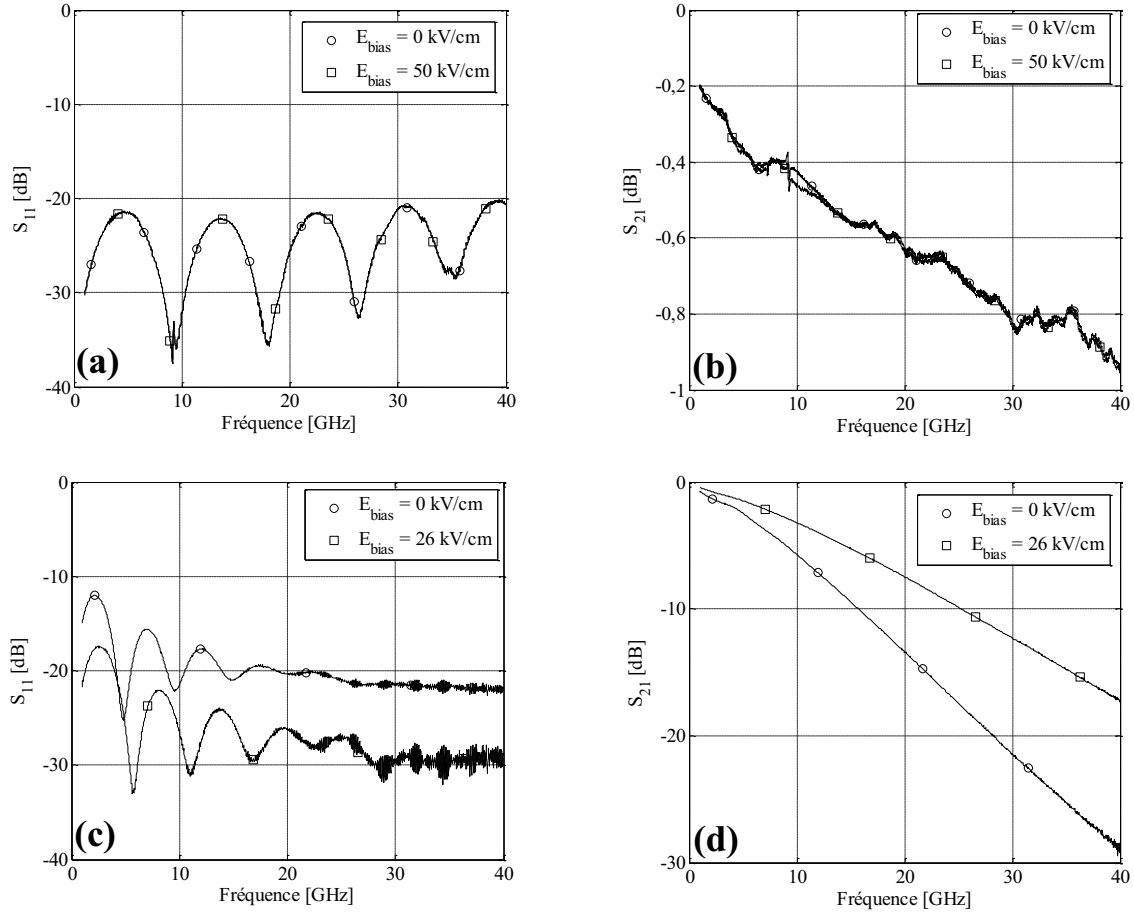 0
-10
-20
-30
-40
S11 [dB]
0 10 20 30 40
Fréquence [GHz]
Ebias = 0 kV/cm
Ebias = 50 kV/cm
(a)
0
-0,2
-0,4
-0,6
-0,8
-1
S21 [dB]
0 10 20 30 40
Fréquence [GHz]
Ebias = 0 kV/cm
Ebias = 50 kV/cm
(b)
0
-10
-20
-30
-40
S11 [dB]
0 10 20 30 40
Fréquence [GHz]
Ebias = 0 kV/cm
Ebias = 26 kV/cm
(c)
0
-10
-20
-30
S21 [dB]
0 10 20 30 40
Fréquence [GHz]
Ebias = 0 kV/cm
Ebias = 26 kV/cm
(d)